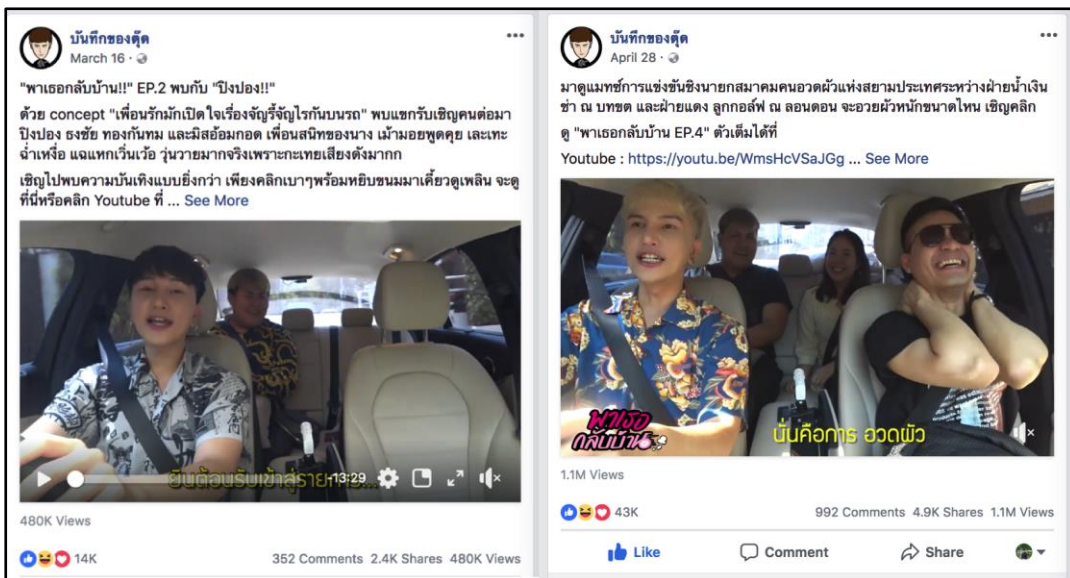 บันทึกของตุ๊ด
March 16
"พาเธอกลับบ้าน!!" EP.2 พบกับ "ปิงปอง!!"
ด้วย concept "เพื่อนรักมักเปิดใจเรื่องจัญรี้จัญไรกันบนรถ" พบแขกรับเชิญคนต่อมา
ปิงปอง ธงชัย ทองกันทม และมิสอ้อมกอด เพื่อนสนิทของนาง เม้ามอยพูดคุย เละเทะ
ฉ่ำเหงื่อ แฉแหกเวิ่นเว้อ วุ่นวายมากจริงเพราะกะเทยเสียงดังมากก
เชิญไปพบความบันเทิงแบบยิ่งกว่า เพียงคลิกเบาๆพร้อมหยิบขนมมาเคี้ยวดูเพลิน จะดู
ที่นี่หรือคลิก Youtube ที่ ... See More
ยินต้อนรับเข้าสู่รายการ...
-13:29
480K Views
14K
352 Comments 2.4K Shares 480K Views
บันทึกของตุ๊ด
April 28
มาดูแมทช์การแข่งขันชิงนายกสมาคมคนอวดผัวแห่งสยามประเทศระหว่างฝ่ายน้ำเงิน
ช่า ณ บทขต และฝ่ายแดง ลูกกอล์ฟ ณ ลอนดอน จะอวยผัวหนักขนาดไหน เชิญคลิก
ดู "พาเธอกลับบ้าน EP.4" ตัวเต็มได้ที่
Youtube : https://youtu.be/WmsHcVSaJGg ... See More
พาเธอ
กลับบ้าน
นั่นคือการ อวดผัว
1.1M Views
43K
992 Comments 4.9K Shares 1.1M Views
Like
Comment
Share